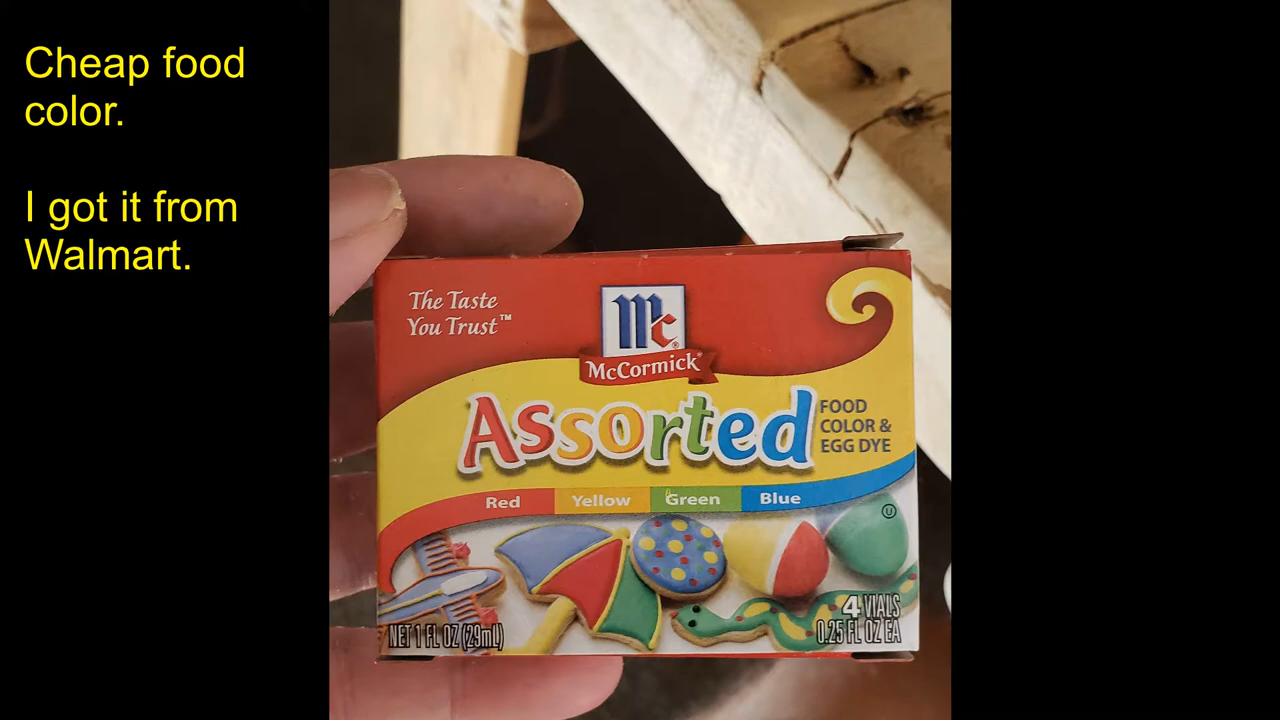 Cheap food
color.
I got it from
Walmart.
The Taste
You Trust™
Mc®
McCormick®
Assorted
FOOD
COLOR &
EGG DYE
Red Yellow Green Blue
U
4 VIALS
NET 1 FL OZ (29mL)
0.25 FL OZ EA